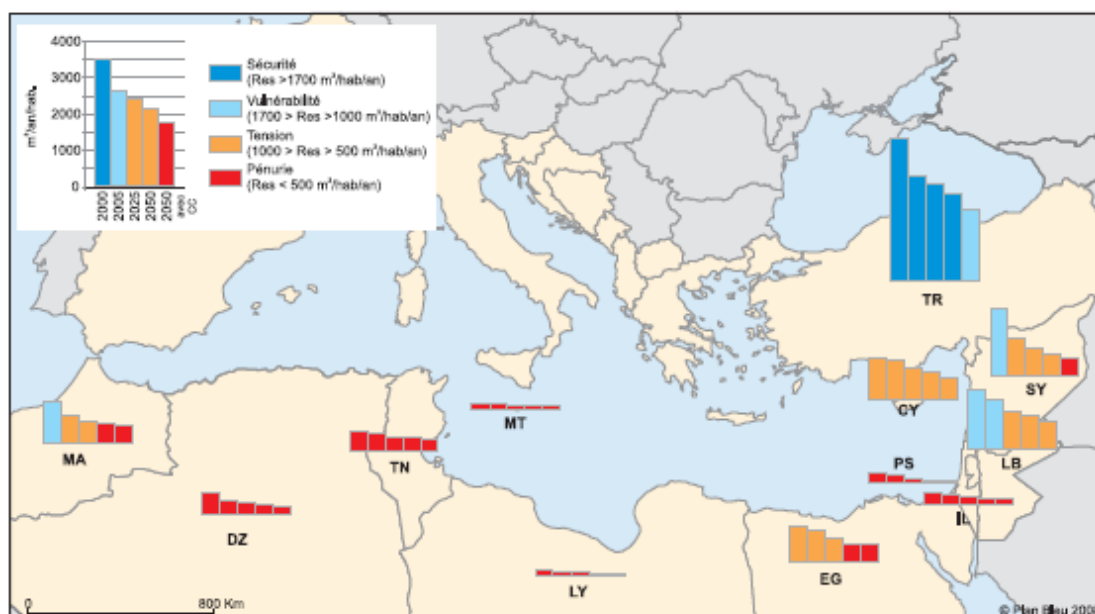 4000
3000
2000
1000
0
m³/an/hab.
2000
2005
2025
2050
2050
avec
CC
Sécurité
(Res >1700 m³/hab/an)
Vulnérabilité
(1700 > Res >1000 m³/hab/an)
Tension
(1000 > Res > 500 m³/hab/an)
Pénurie
(Res < 500 m³/hab/an)
TR
SY
CY
MT
MA
TN
PS
LB
IL
DZ
EG
LY
0
800 Km
© Plan Bleu